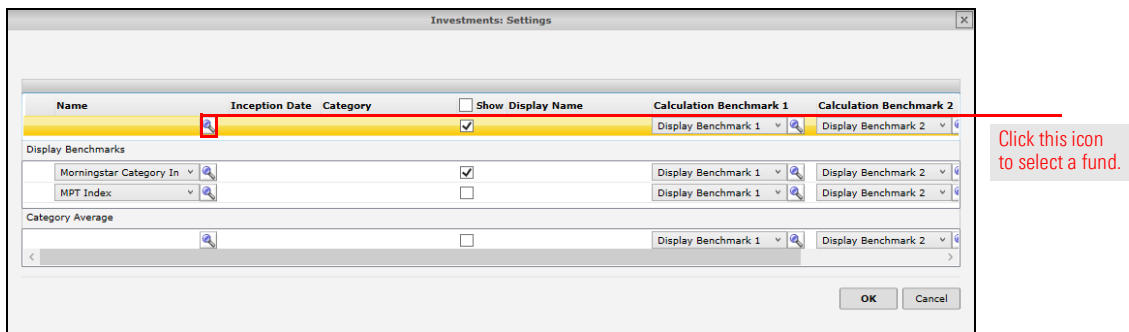 Investments: Settings
Name Inception Date Category Show Display Name Calculation Benchmark 1 Calculation Benchmark 2
Display Benchmark 1 Display Benchmark 2
Click this icon
to select a fund.
Display Benchmarks
Morningstar Category In Display Benchmark 1 Display Benchmark 2
MPT Index Display Benchmark 1 Display Benchmark 2
Category Average
Display Benchmark 1 Display Benchmark 2
OK Cancel